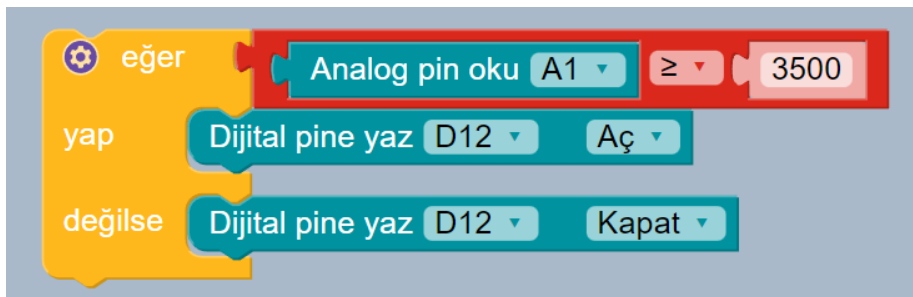 eğer Analog pin oku A1 ≥ 3500
yap Dijital pine yaz D12 Aç
değilse Dijital pine yaz D12 Kapat